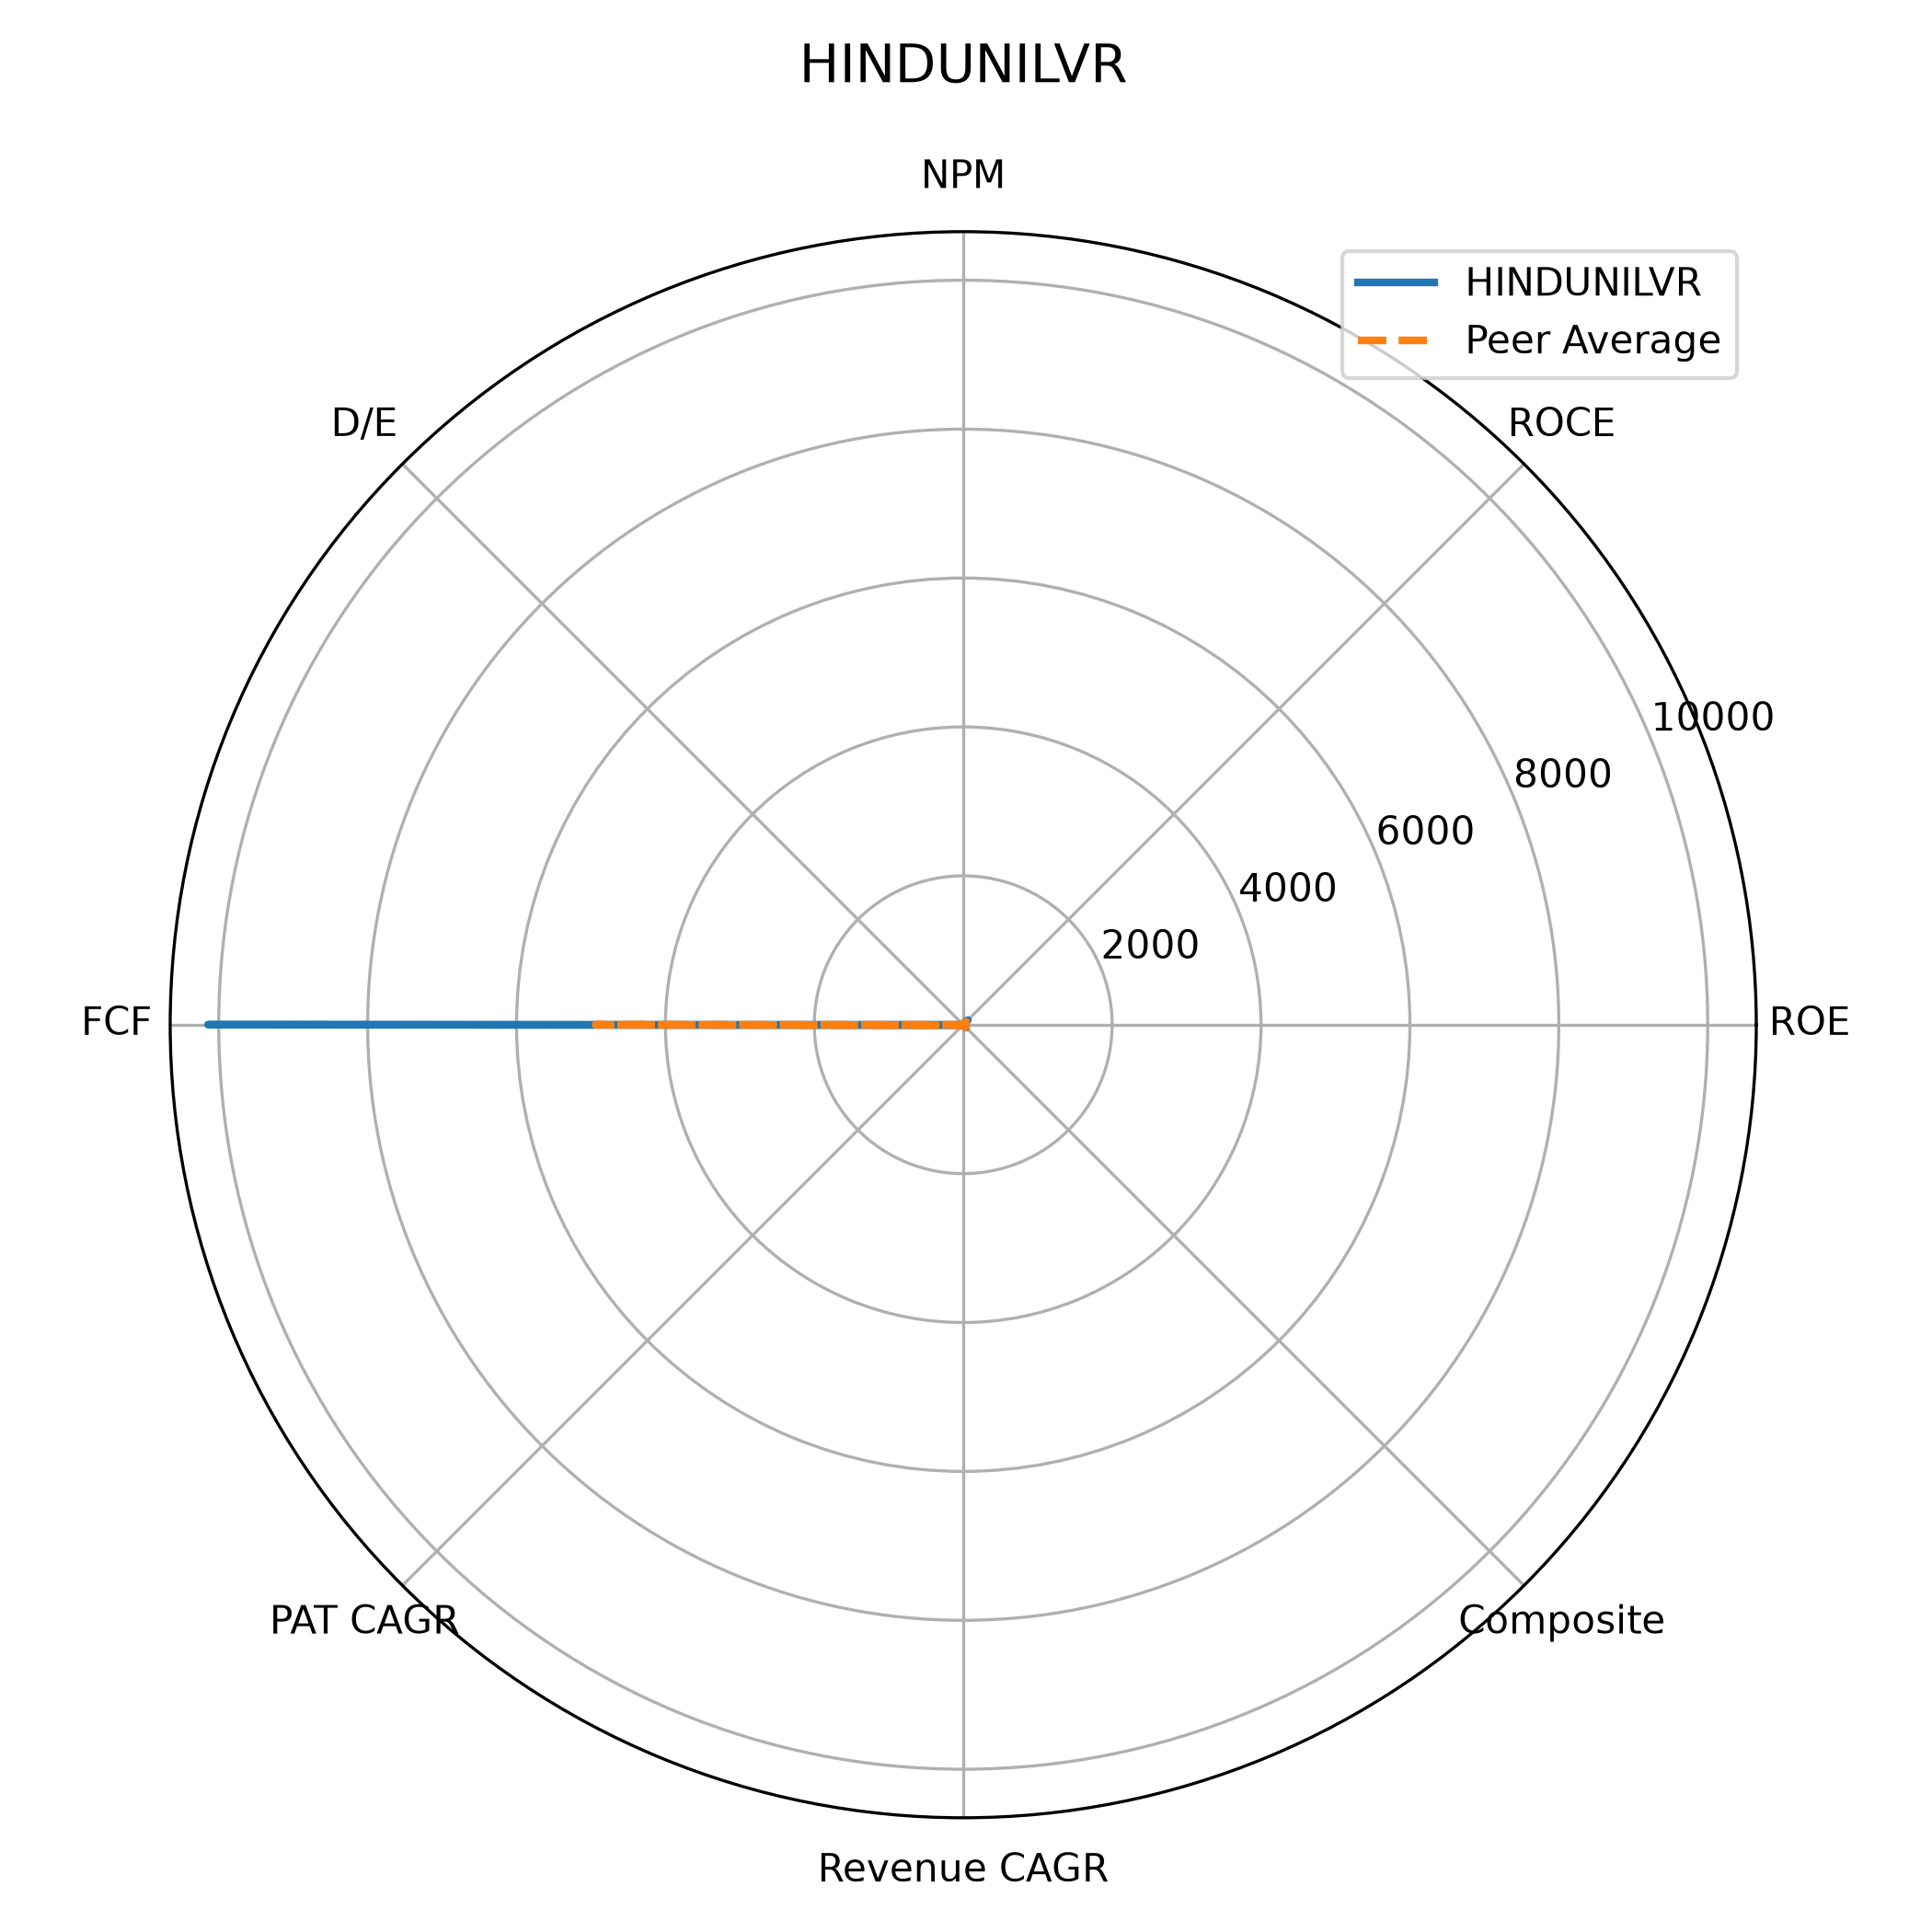 HINDUNILVR
NPM
HINDUNILVR
Peer Average
D/E
ROCE
10000
8000
6000
4000
2000
FCF
ROE
PAT CAGR
Composite
Revenue CAGR